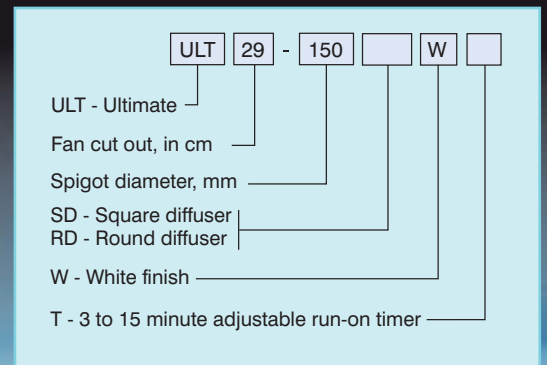 ULT 29 - 150 W
ULT - Ultimate
Fan cut out, in cm
Spigot diameter, mm
SD - Square diffuser
RD - Round diffuser
W - White finish
T - 3 to 15 minute adjustable run-on timer